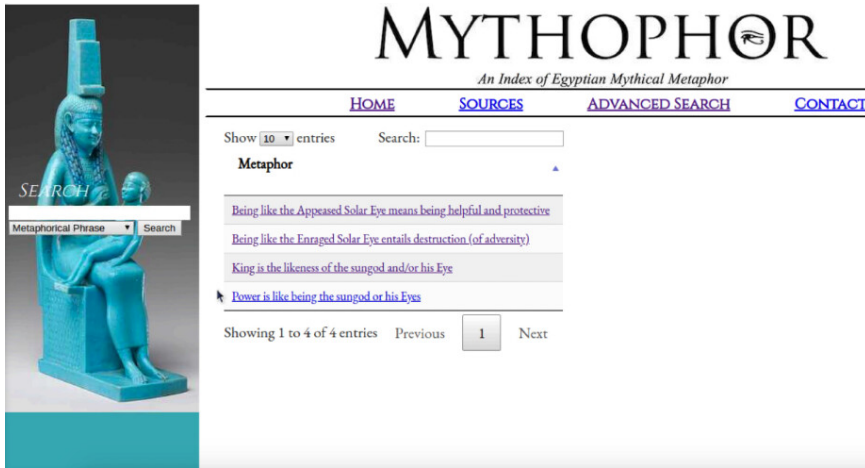 MYTHOPHOR
An Index of Egyptian Mythical Metaphor
HOME SOURCES ADVANCED SEARCH CONTACT
SEARCH
Metaphorical Phrase Search
Show 10 entries Search:
Metaphor
Being like the Appeased Solar Eye means being helpful and protective
Being like the Enraged Solar Eye entails destruction (of adversity)
King is the likeness of the sungod and/or his Eye
Power is like being the sungod or his Eyes
Showing 1 to 4 of 4 entries Previous 1 Next